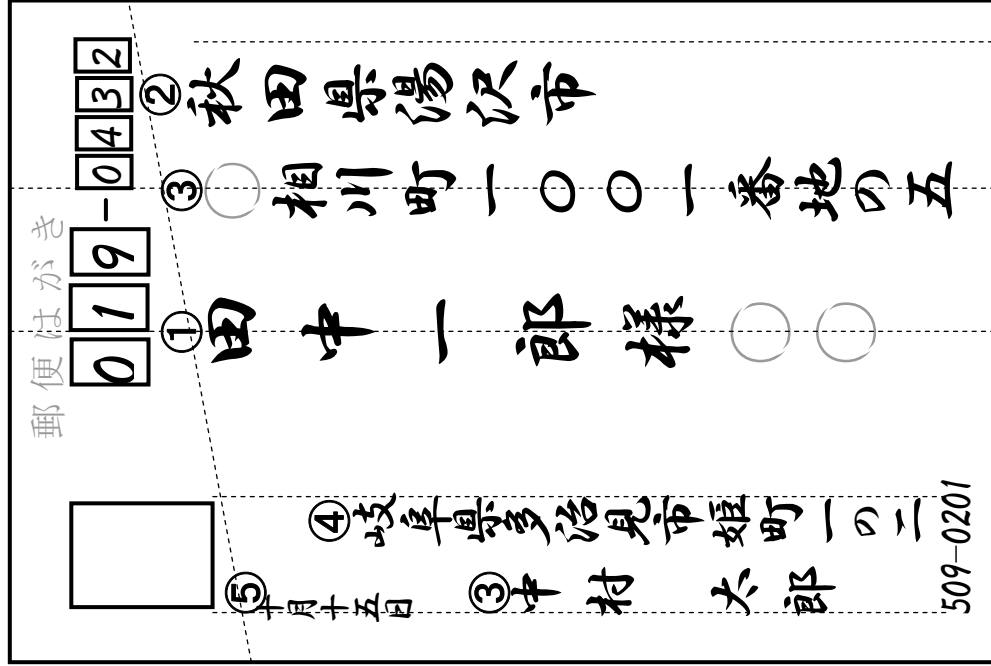 郵便はがき
019-0432
②秋田県湯沢市
③〇相川町一〇〇一番地の五
①田中一郎様〇〇
④岐阜県多治見市姫町一の二
⑤十月十五日
③中村太郎
509-0201